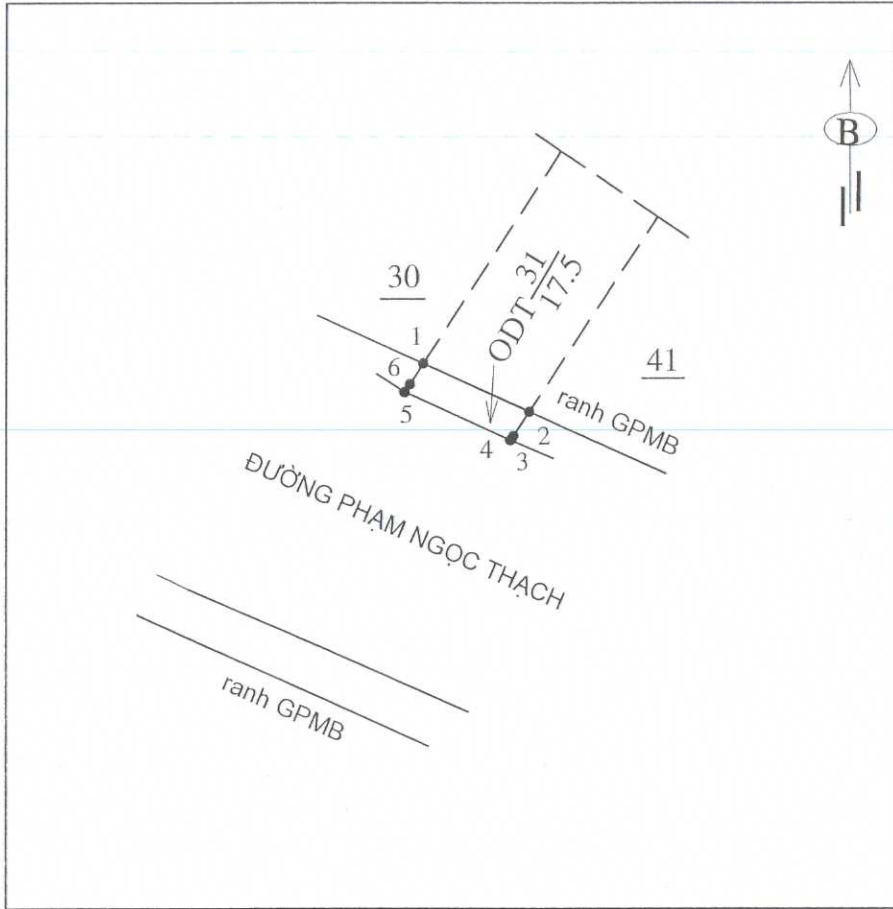 B
30
ODT 31
17.5
1
41
6
5
ranh GPMB
2
4
3
ĐƯỜNG PHẠM NGỌC THẠCH
ranh GPMB